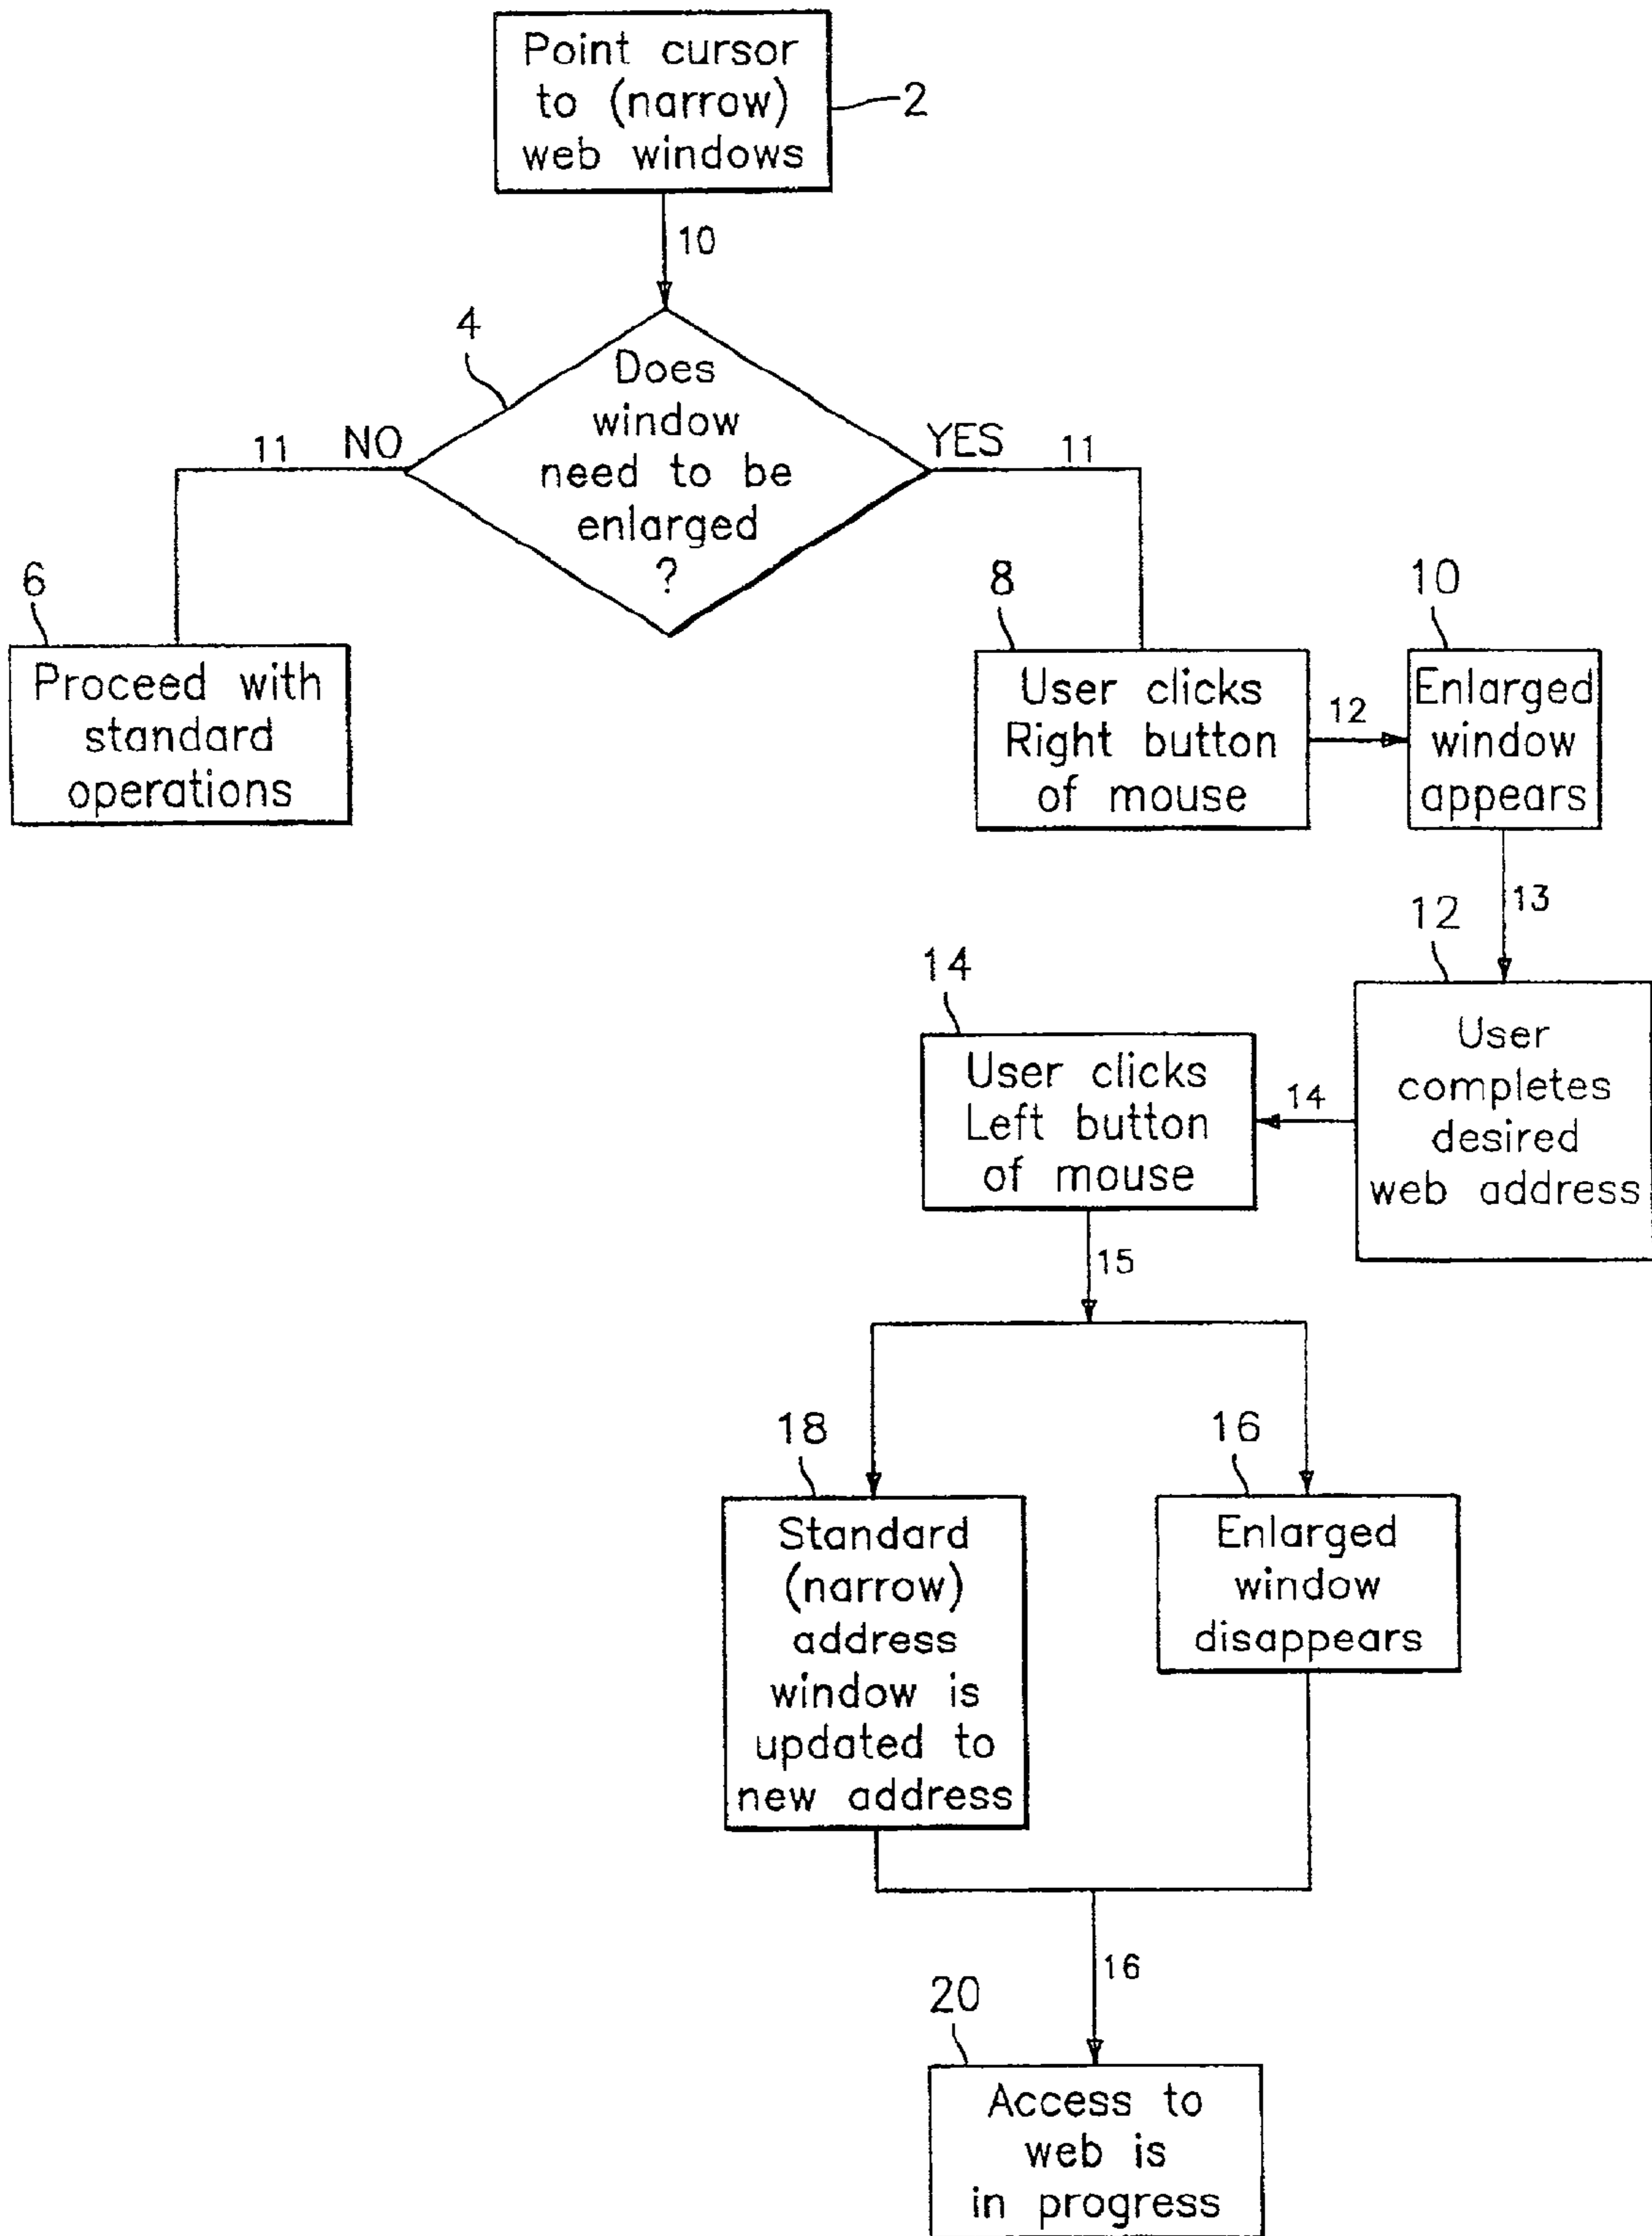 Point cursor
to (narrow)
web windows
2
10
4
Does
window
need to be
enlarged
?
NO
11
YES
11
6
Proceed with
standard
operations
8
User clicks
Right button
of mouse
12
10
Enlarged
window
appears
13
12
User
completes
desired
web address
14
14
User clicks
Left button
of mouse
15
18
Standard
(narrow)
address
window is
updated to
new address
16
Enlarged
window
disappears
16
20
Access to
web is
in progress